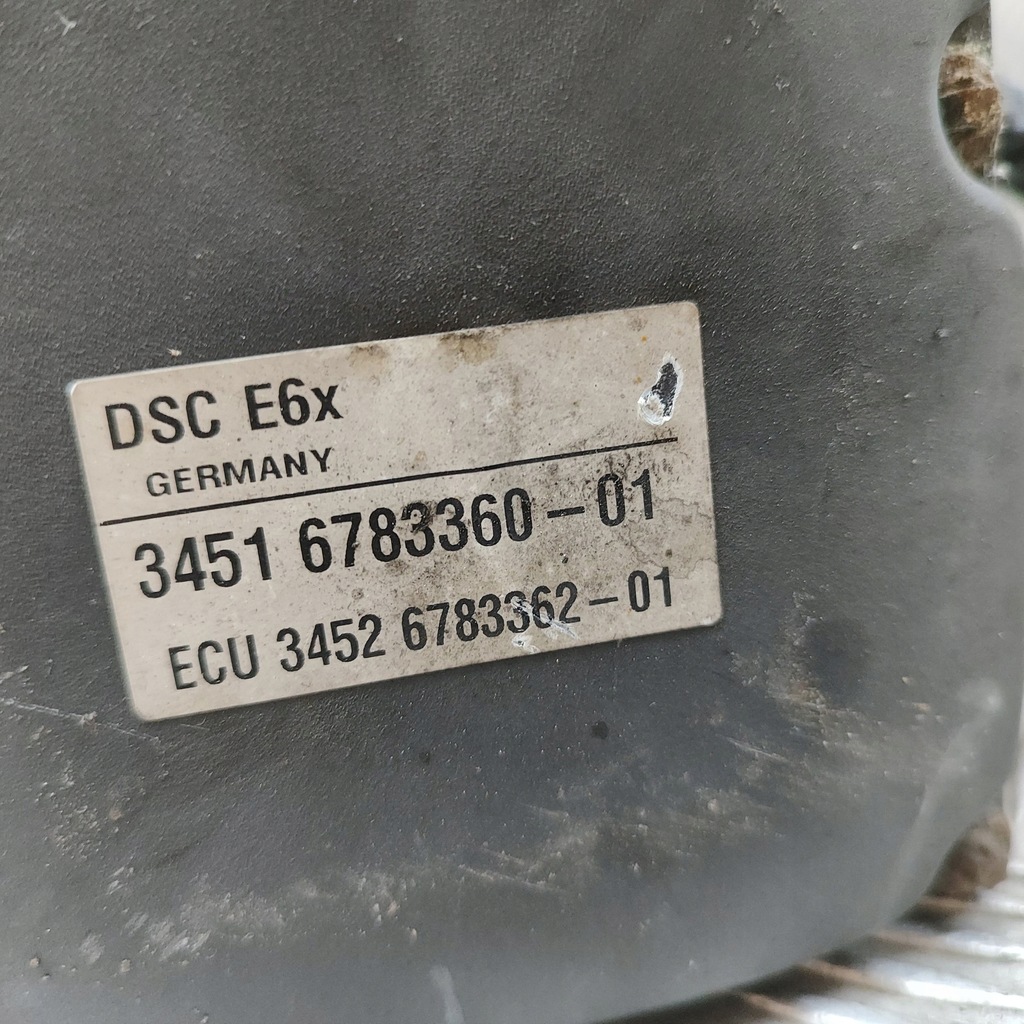 DSC E6x
GERMANY
3451 6783360-01
ECU 3452 6783362-01